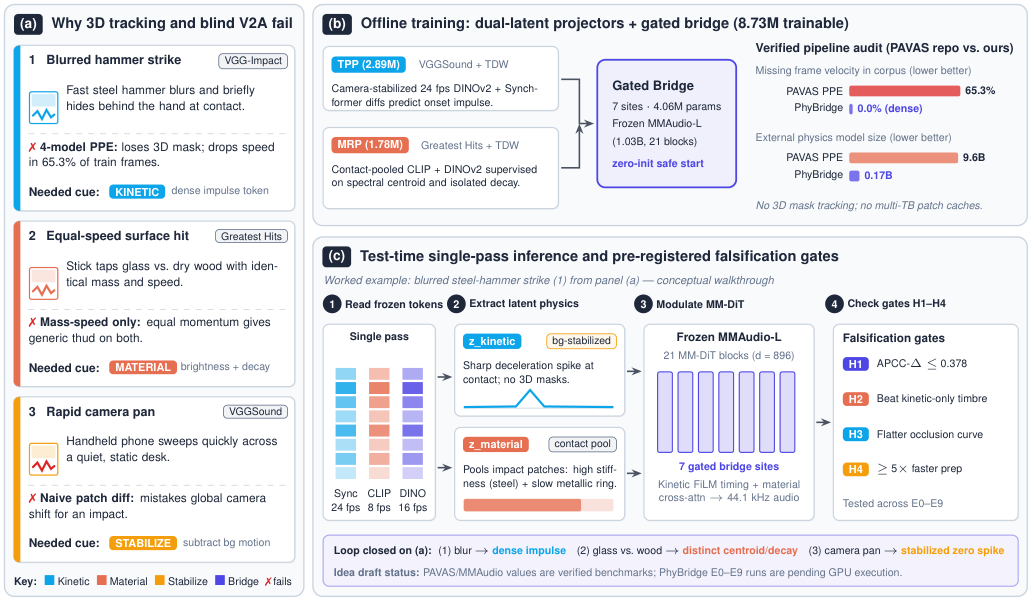 (a) Why 3D tracking and blind V2A fail
1 Blurred hammer strike VGG-Impact
Fast steel hammer blurs and briefly
hides behind the hand at contact.
✗ 4-model PPE: loses 3D mask; drops speed
in 65.3% of train frames.
Needed cue: KINETIC dense impulse token
2 Equal-speed surface hit Greatest Hits
Stick taps glass vs. dry wood with iden-
tical mass and speed.
✗ Mass-speed only: equal momentum gives
generic thud on both.
Needed cue: MATERIAL brightness + decay
3 Rapid camera pan VGGSound
Handheld phone sweeps quickly across
a quiet, static desk.
✗ Naive patch diff: mistakes global camera
shift for an impact.
Needed cue: STABILIZE subtract bg motion
Key: Kinetic Material Stabilize Bridge ✗fails
(b) Offline training: dual-latent projectors + gated bridge (8.73M trainable)
TPP (2.89M) VGGSound + TDW
Camera-stabilized 24 fps DINOv2 + Synch-
former diffs predict onset impulse.
MRP (1.78M) Greatest Hits + TDW
Contact-pooled CLIP + DINOv2 supervised
on spectral centroid and isolated decay.
Gated Bridge
7 sites · 4.06M params
Frozen MMAudio-L
(1.03B, 21 blocks)
zero-init safe start
Verified pipeline audit (PAVAS repo vs. ours)
Missing frame velocity in corpus (lower better)
PAVAS PPE 65.3%
PhyBridge 0.0% (dense)
External physics model size (lower better)
PAVAS PPE 9.6B
PhyBridge 0.17B
No 3D mask tracking; no multi-TB patch caches.
(c) Test-time single-pass inference and pre-registered falsification gates
Worked example: blurred steel-hammer strike (1) from panel (a) — conceptual walkthrough
1 Read frozen tokens 2 Extract latent physics 3 Modulate MM-DiT 4 Check gates H1–H4
Single pass
Sync CLIP DINO
24 fps 8 fps 16 fps
z_kinetic bg-stabilized
Sharp deceleration spike at
contact; no 3D masks.
z_material contact pool
Pools impact patches: high stiff-
ness (steel) + slow metallic ring.
Frozen MMAudio-L
21 MM-DiT blocks (d = 896)
7 gated bridge sites
Kinetic FiLM timing + material
cross-attn → 44.1 kHz audio
Falsification gates
H1 APCC-Δ ≤ 0.378
H2 Beat kinetic-only timbre
H3 Flatter occlusion curve
H4 ≥ 5× faster prep
Tested across E0–E9
Loop closed on (a): (1) blur → dense impulse (2) glass vs. wood → distinct centroid/decay (3) camera pan → stabilized zero spike
Idea draft status: PAVAS/MMAudio values are verified benchmarks; PhyBridge E0–E9 runs are pending GPU execution.